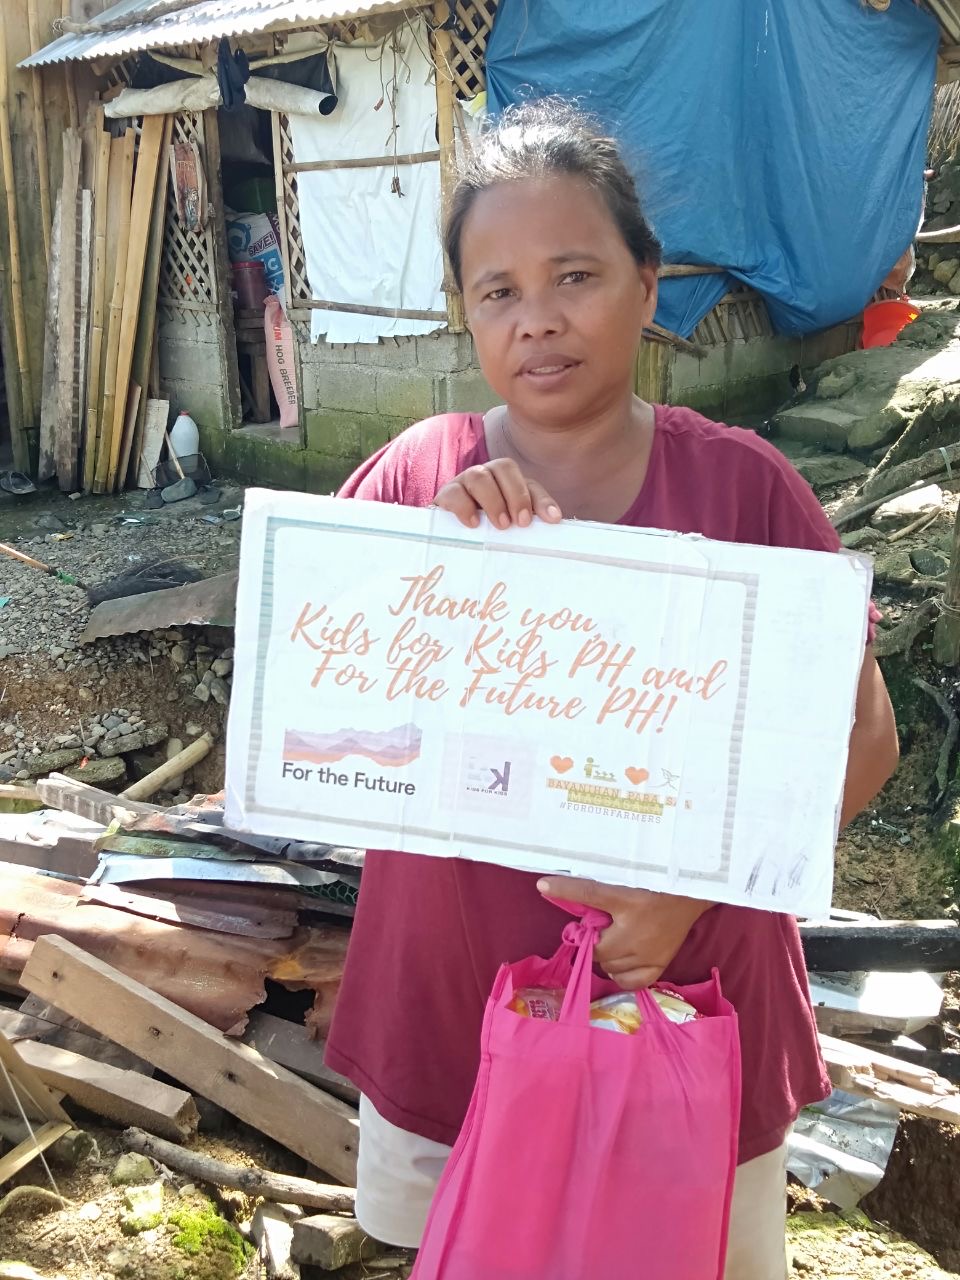 SAVE!
HOG BREEDER
Thank you,
Kids for Kids PH and
For the Future PH!
For the Future
KIDS FOR KIDS
BAYANIHAN PARA SA
#FOROURFARMERS